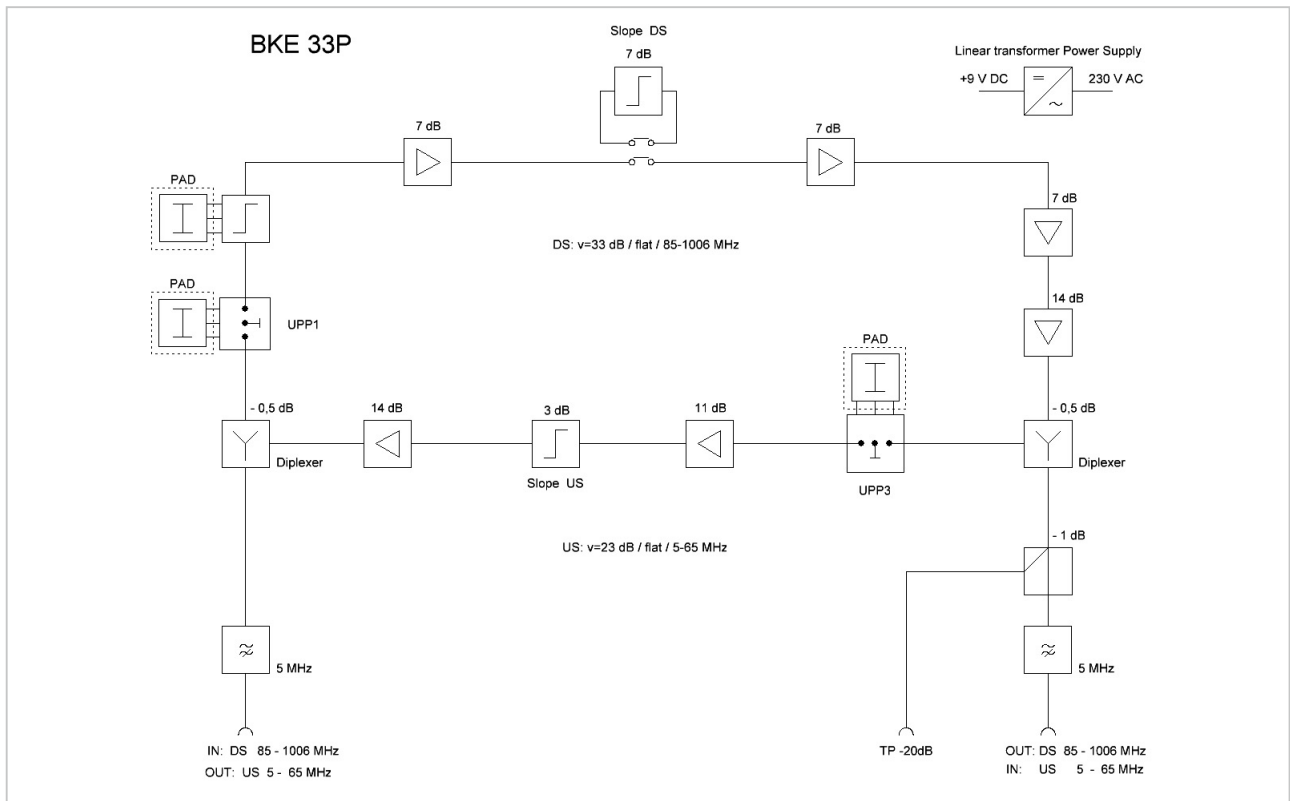 BKE 33P
Slope DS
7 dB
Linear transformer Power Supply
+9 V DC
230 V AC
7 dB
7 dB
PAD
7 dB
DS: v=33 dB / flat / 85-1006 MHz
PAD
UPP1
14 dB
PAD
- 0,5 dB
14 dB
3 dB
11 dB
- 0,5 dB
Diplexer
Slope US
UPP3
Diplexer
US: v=23 dB / flat / 5-65 MHz
- 1 dB
5 MHz
5 MHz
IN: DS 85 - 1006 MHz
OUT: US 5 - 65 MHz
TP -20dB
OUT: DS 85 - 1006 MHz
IN: US 5 - 65 MHz